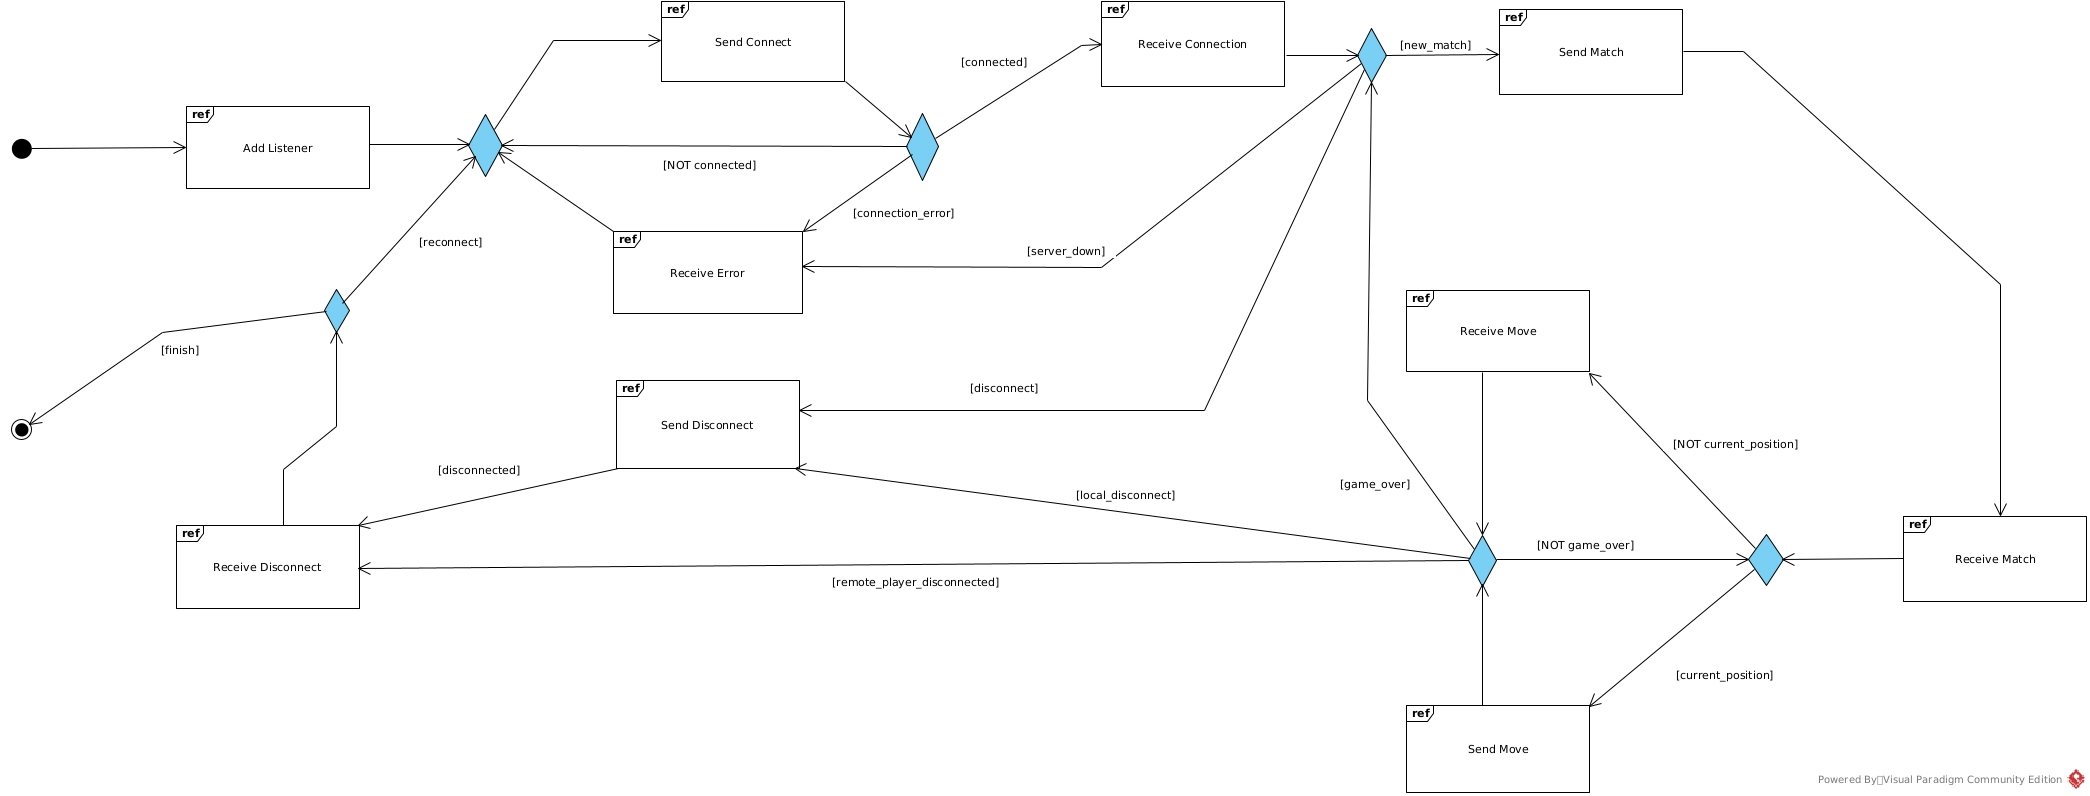 ref
Send Connect
ref
Receive Connection
ref
Send Match
[new_match]
[connected]
ref
Add Listener
[NOT connected]
[connection_error]
ref
Receive Error
[server_down]
[reconnect]
ref
Receive Move
[finish]
ref
Send Disconnect
[disconnect]
[NOT current_position]
[disconnected]
[game_over]
[local_disconnect]
ref
Receive Disconnect
[NOT game_over]
ref
Receive Match
[remote_player_disconnected]
[current_position]
ref
Send Move
Powered By Visual Paradigm Community Edition